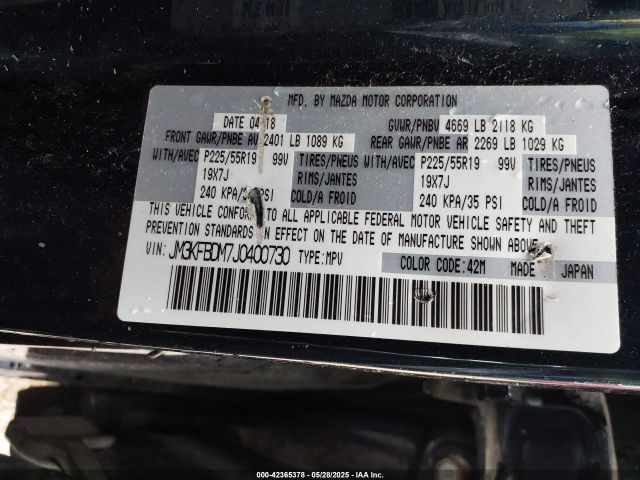 MFD. BY MAZDA MOTOR CORPORATION
DATE 04/18 GVWR/PNBV 4669 LB 2118 KG
FRONT GAWR/PNBE AV 2401 LB 1089 KG REAR GAWR/PNBE AR 2269 LB 1029 KG
WITH/AVEC P225/55R19 99V TIRES/PNEUS WITH/AVEC P225/55R19 99V TIRES/PNEUS
19X7J RIMS/JANTES 19X7J RIMS/JANTES
240 KPA/35 PSI COLD/A FROID 240 KPA/35 PSI COLD/A FROID
THIS VEHICLE CONFORMS TO ALL APPLICABLE FEDERAL MOTOR VEHICLE SAFETY AND THEFT
PREVENTION STANDARDS IN EFFECT ON THE DATE OF MANUFACTURE SHOWN ABOVE.
VIN: JM3KFBDM7J0400730 TYPE: MPV COLOR CODE: 42M MADE IN JAPAN
000-42365378 - 05/28/2025 - IAA Inc.